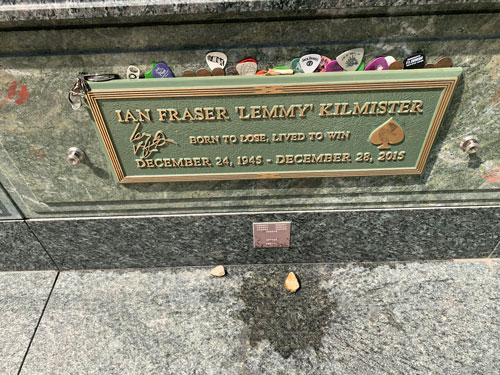 IAN FRASER 'LEMMY' KILMISTER
BORN TO LOSE, LIVED TO WIN
DECEMBER 24, 1945 - DECEMBER 28, 2015